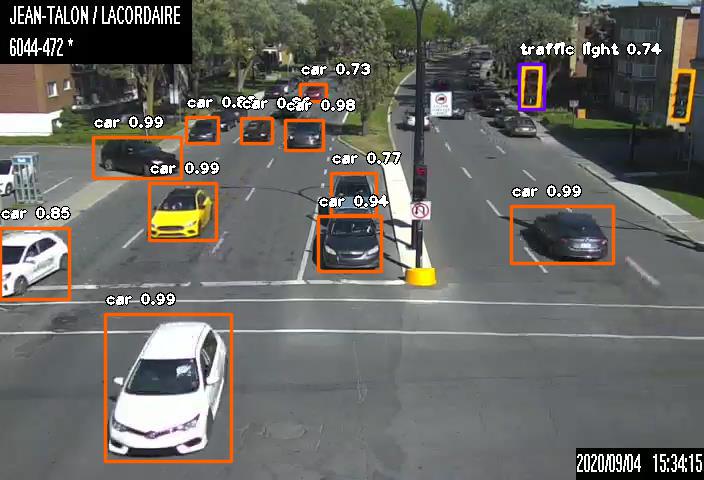 JEAN-TALON / LACORDAIRE
6044-472 *
traffic light 0.74
car 0.73
car 0.98
car 0.99
car 0.77
car 0.99
car 0.99
car 0.94
car 0.85
car 0.99
2020/09/04 15:34:15